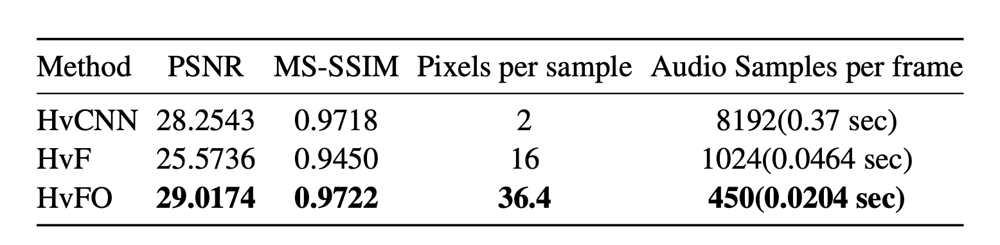 Method PSNR MS-SSIM Pixels per sample Audio Samples per frame
HvCNN 28.2543 0.9718 2 8192(0.37 sec)
HvF 25.5736 0.9450 16 1024(0.0464 sec)
HvFO 29.0174 0.9722 36.4 450(0.0204 sec)